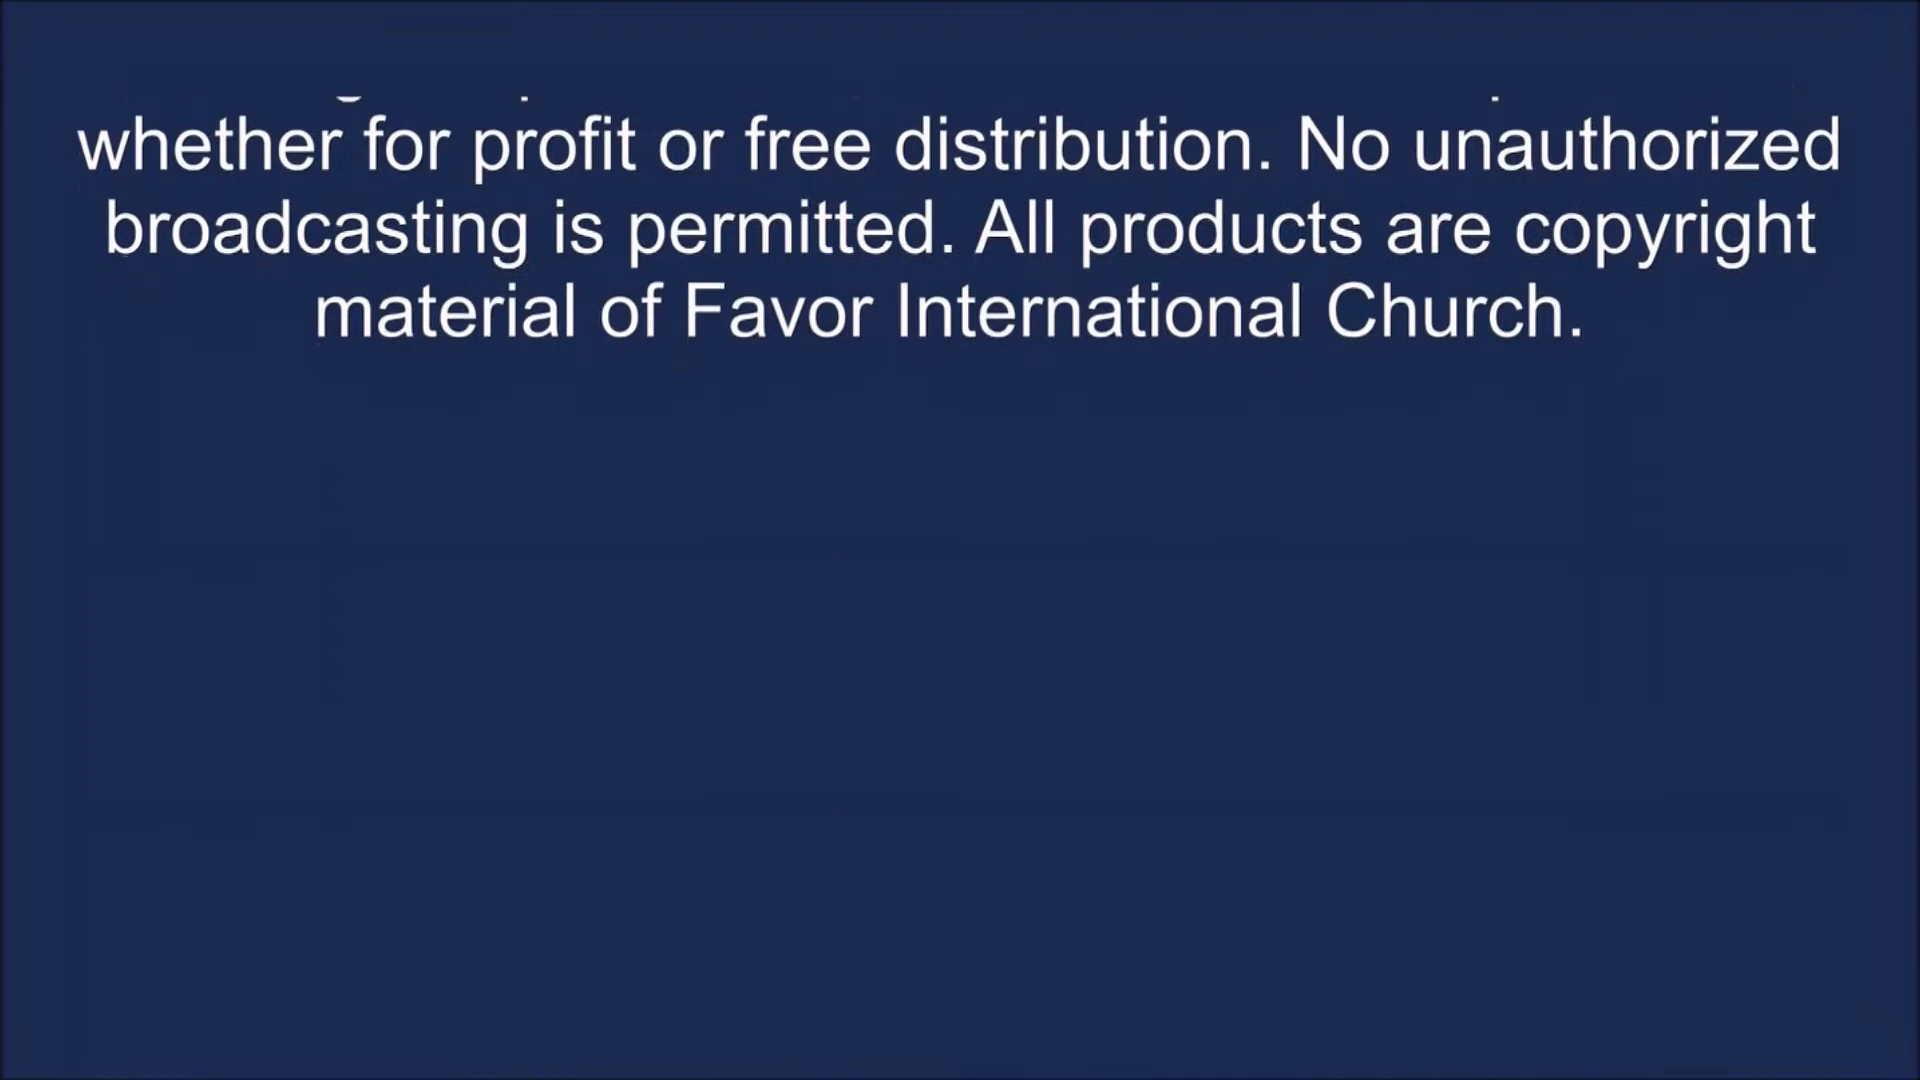 whether for profit or free distribution. No unauthorized
broadcasting is permitted. All products are copyright
material of Favor International Church.